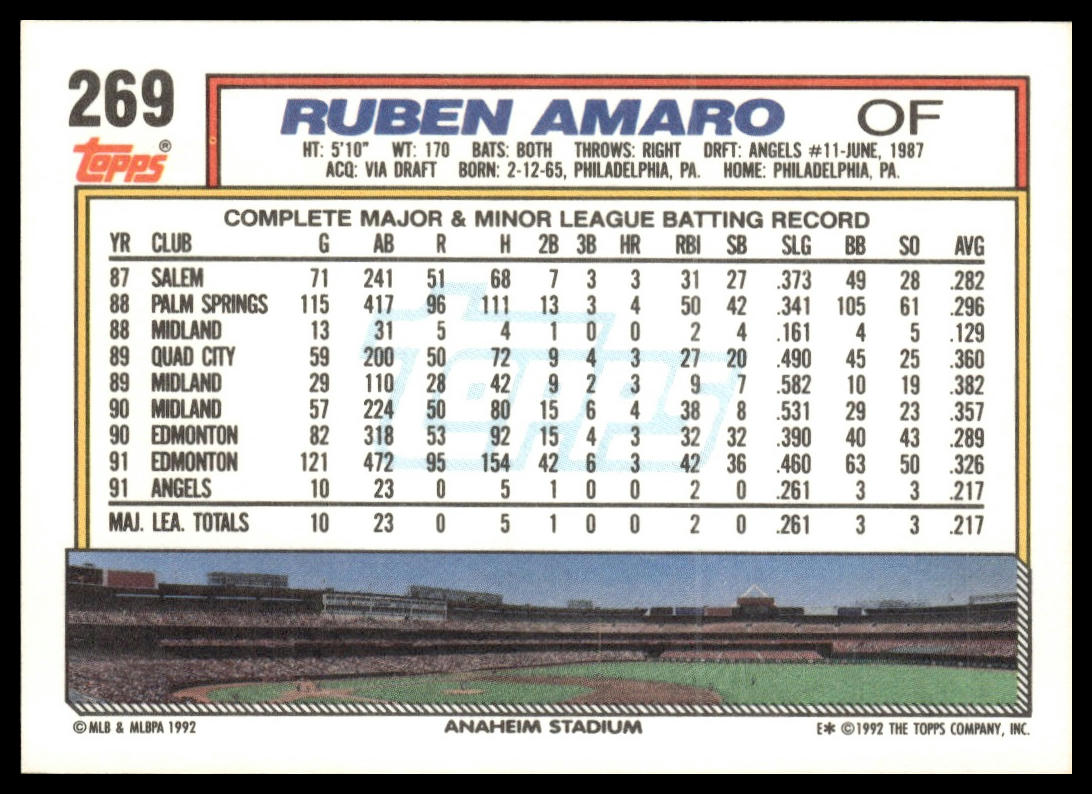 269
TOPPS®
RUBEN AMARO OF
HT: 5'10" WT: 170 BATS: BOTH THROWS: RIGHT DRFT: ANGELS #11-JUNE, 1987
ACQ: VIA DRAFT BORN: 2-12-65, PHILADELPHIA, PA. HOME: PHILADELPHIA, PA.
COMPLETE MAJOR & MINOR LEAGUE BATTING RECORD
YR CLUB G AB R H 2B 3B HR RBI SB SLG BB SO AVG
87 SALEM 71 241 51 68 7 3 3 31 27 .373 49 28 .282
88 PALM SPRINGS 115 417 96 111 13 3 4 50 42 .341 105 61 .296
88 MIDLAND 13 31 5 4 1 0 0 2 4 .161 4 5 .129
89 QUAD CITY 59 200 50 72 9 4 3 27 20 .490 45 25 .360
89 MIDLAND 29 110 28 42 9 2 3 9 7 .582 10 19 .382
90 MIDLAND 57 224 50 80 15 6 4 38 8 .531 29 23 .357
90 EDMONTON 82 318 53 92 15 4 3 32 32 .390 40 43 .289
91 EDMONTON 121 472 95 154 42 6 3 42 36 .460 63 50 .326
91 ANGELS 10 23 0 5 1 0 0 2 0 .261 3 3 .217
MAJ. LEA. TOTALS 10 23 0 5 1 0 0 2 0 .261 3 3 .217
TOPPS
© MLB & MLBPA 1992 ANAHEIM STADIUM E* © 1992 THE TOPPS COMPANY, INC.